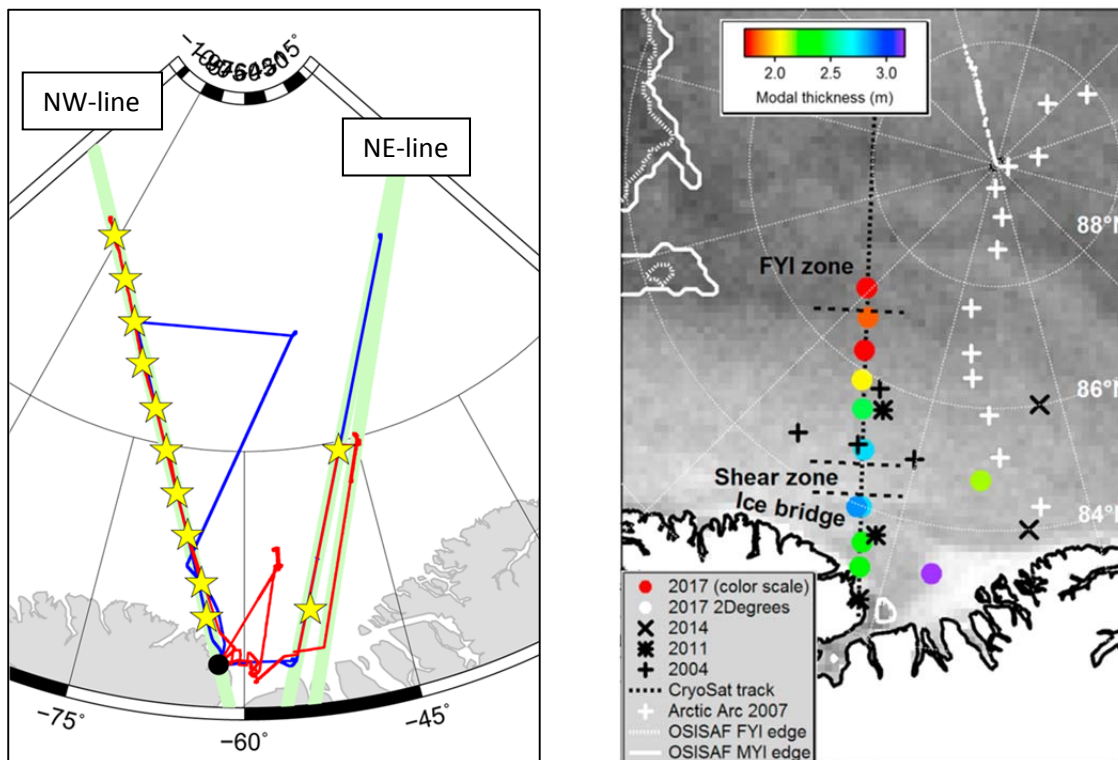 NW-line
NE-line
−75°
−60°
−45°
2.0 2.5 3.0
Modal thickness (m)
88°N
FYI zone
86°N
Shear zone
Ice bridge
84°N
2017 (color scale)
2017 2Degrees
2014
2011
2004
CryoSat track
Arctic Arc 2007
OSISAF FYI edge
OSISAF MYI edge